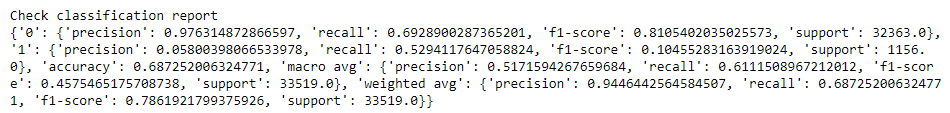 Check classification report
{'0': {'precision': 0.976314872866597, 'recall': 0.6928900287365201, 'f1-score': 0.8105402035025573, 'support': 32363.0},
'1': {'precision': 0.05800398066533978, 'recall': 0.5294117647058824, 'f1-score': 0.10455283163919024, 'support': 1156.
0}, 'accuracy': 0.687252006324771, 'macro avg': {'precision': 0.5171594267659684, 'recall': 0.6111508967212012, 'f1-scor
e': 0.4575465175708738, 'support': 33519.0}, 'weighted avg': {'precision': 0.9446442564584507, 'recall': 0.68725200632477
1, 'f1-score': 0.7861921799375926, 'support': 33519.0}}